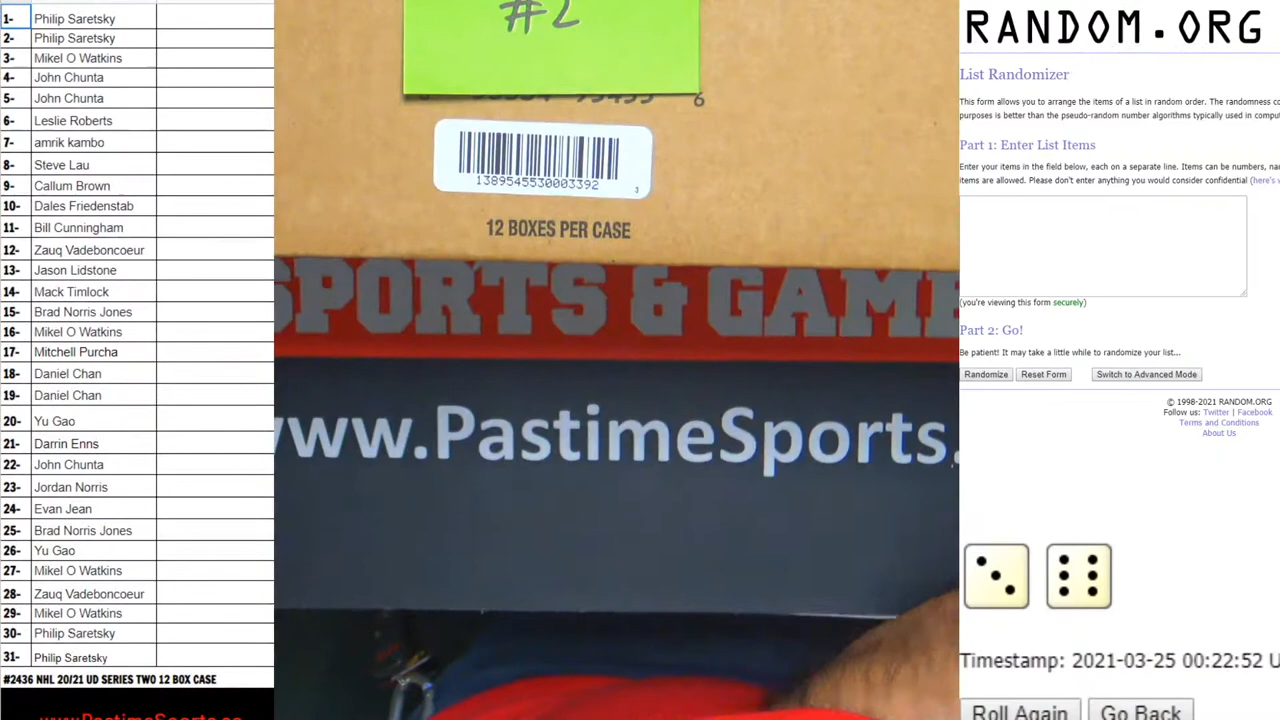 1- Philip Saretsky
2- Philip Saretsky
3- Mikel O Watkins
4- John Chunta
5- John Chunta
6- Leslie Roberts
7- amrik kambo
8- Steve Lau
9- Callum Brown
10- Dales Friedenstab
11- Bill Cunningham
12- Zauq Vadeboncoeur
13- Jason Lidstone
14- Mack Timlock
15- Brad Norris Jones
16- Mikel O Watkins
17- Mitchell Purcha
18- Daniel Chan
19- Daniel Chan
20- Yu Gao
21- Darrin Enns
22- John Chunta
23- Jordan Norris
24- Evan Jean
25- Brad Norris Jones
26- Yu Gao
27- Mikel O Watkins
28- Zauq Vadeboncoeur
29- Mikel O Watkins
30- Philip Saretsky
31- Philip Saretsky
#2436 NHL 20/21 UD SERIES TWO 12 BOX CASE
#2
6
1389545530003392
3
12 BOXES PER CASE
SPORTS & GAM
www.PastimeSports.
RANDOM.ORG
List Randomizer
This form allows you to arrange the items of a list in random order. The randomness
purposes is better than the pseudo-random number algorithms typically used in
Part 1: Enter List Items
Enter your items in the field below, each on a separate line. Items can be numbers,
items are allowed. Please don't enter anything you would consider confidential (here's
(you're viewing this form securely)
Part 2: Go!
Be patient! It may take a little while to randomize your list...
Randomize Reset Form Switch to Advanced Mode
© 1998-2021 RANDOM.ORG
Follow us: Twitter | Facebook
Terms and Conditions
About Us
Timestamp: 2021-03-25 00:22:52 U
Roll Again Go Back